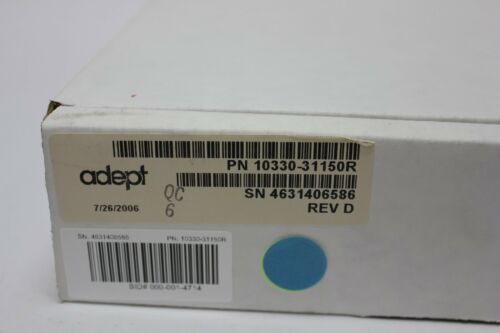 adept
PN 10330-31150R
SN 4631406586
7/26/2006
QC
6
REV D
SN: 4631406586 PN: 10330-31150R
BID# 000-001-4714